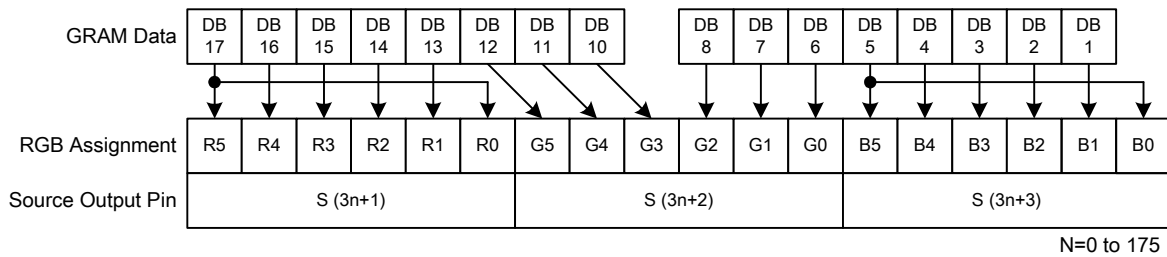 GRAM Data DB 17 DB 16 DB 15 DB 14 DB 13 DB 12 DB 11 DB 10 DB 8 DB 7 DB 6 DB 5 DB 4 DB 3 DB 2 DB 1
RGB Assignment R5 R4 R3 R2 R1 R0 G5 G4 G3 G2 G1 G0 B5 B4 B3 B2 B1 B0
Source Output Pin S (3n+1) S (3n+2) S (3n+3)
N=0 to 175